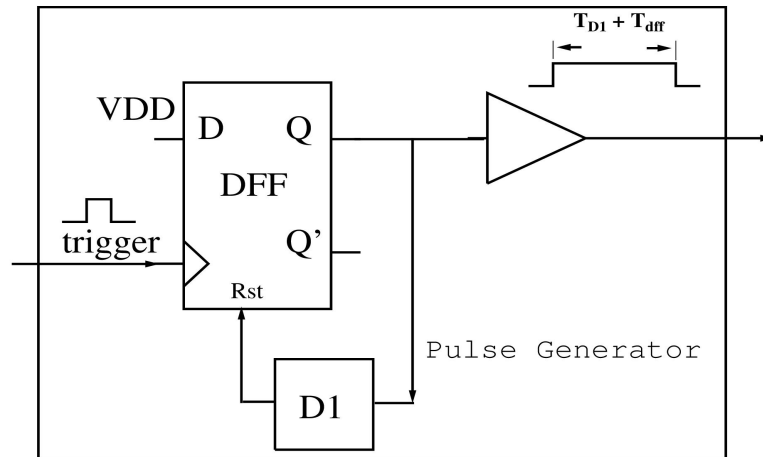 T_D1 + T_dff
VDD
D
Q
DFF
trigger
Q’
Rst
Pulse Generator
D1